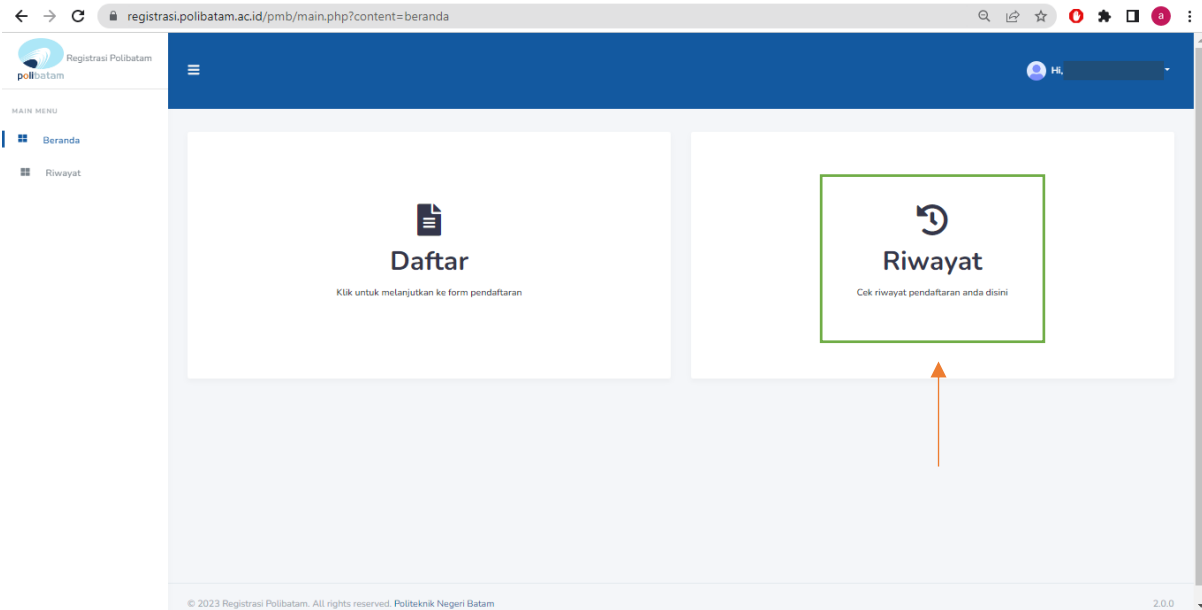 registrasi.polibatam.ac.id/pmb/main.php?content=beranda
a
Registrasi Polibatam
polibatam
Hi,
MAIN MENU
Beranda
Riwayat
Daftar
Klik untuk melanjutkan ke form pendaftaran
Riwayat
Cek riwayat pendaftaran anda disini
© 2023 Registrasi Polibatam. All rights reserved. Politeknik Negeri Batam
2.0.0